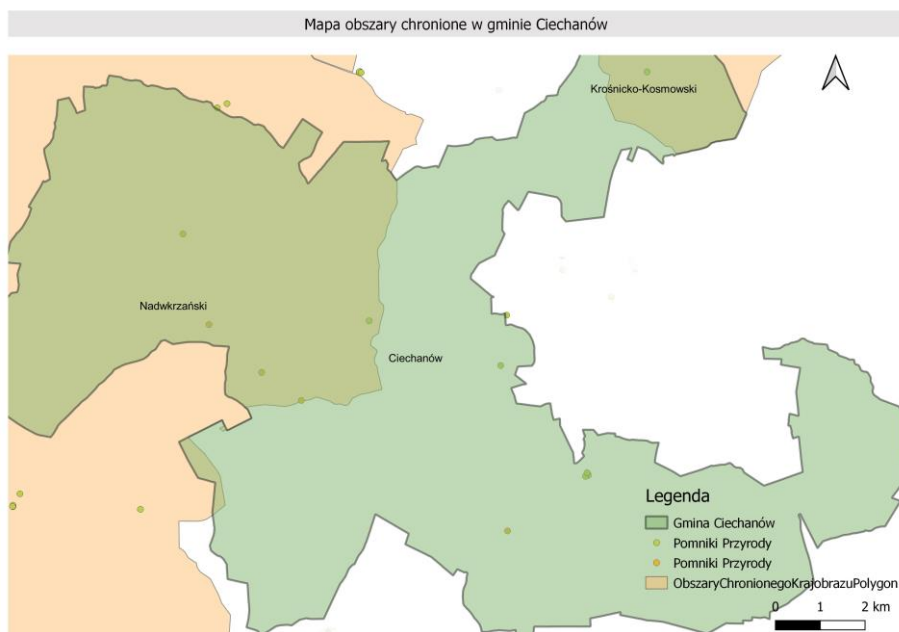 Mapa obszary chronione w gminie Ciechanów
Krośnicko-Kosmowski
Nadwkrzański
Ciechanów
Legenda
Gmina Ciechanów
Pomniki Przyrody
Pomniki Przyrody
ObszaryChronionegoKrajobrazuPolygon
0 1 2 km